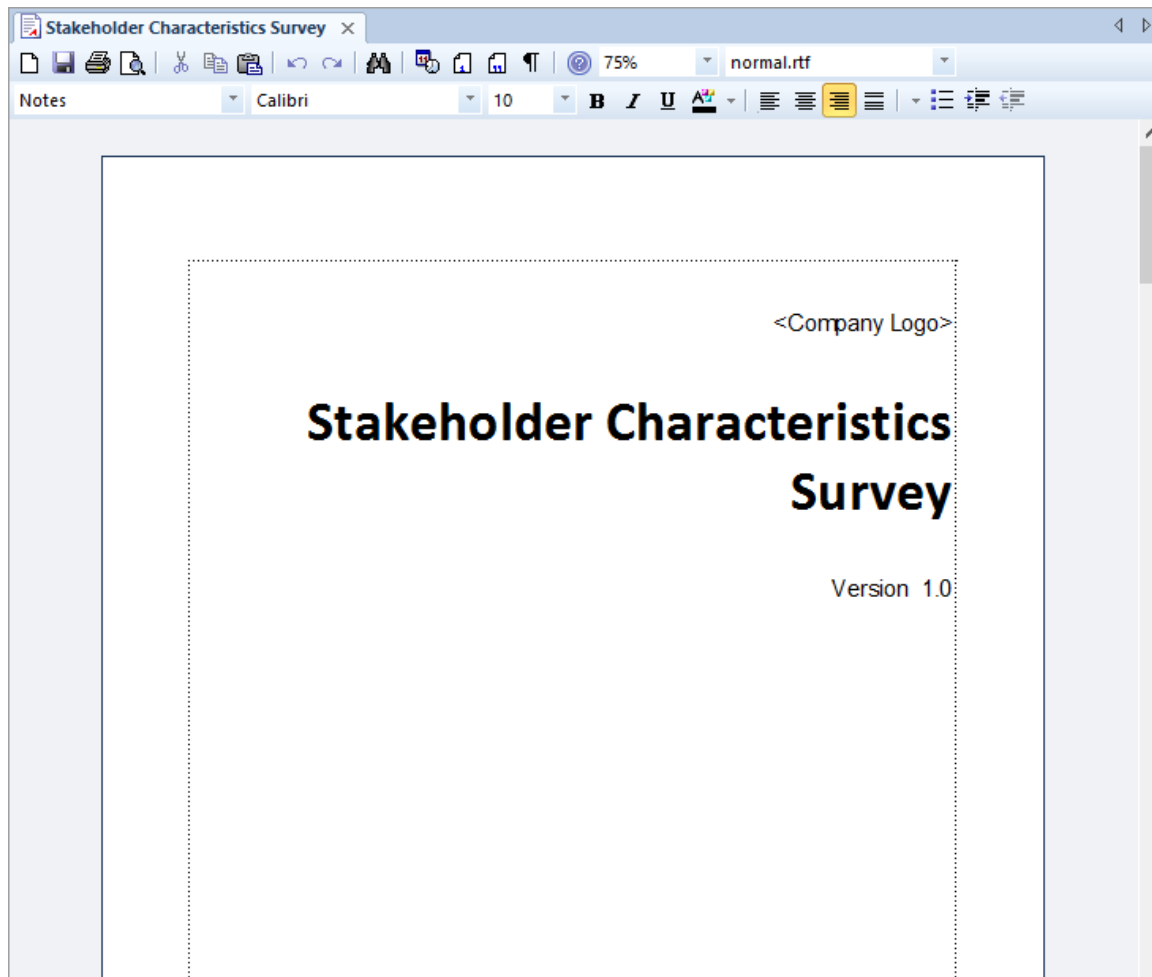 Stakeholder Characteristics Survey
75% normal.rtf
Notes Calibri 10 B I U
<Company Logo>
Stakeholder Characteristics
Survey
Version 1.0